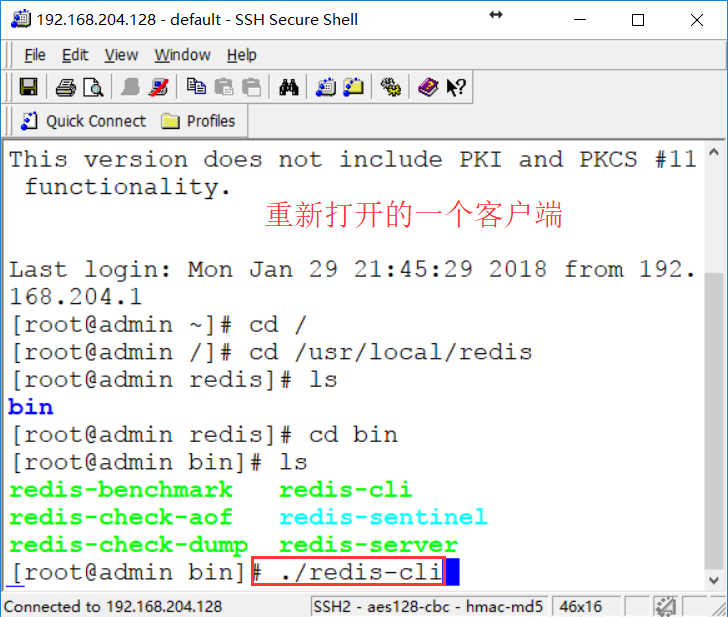 192.168.204.128 - default - SSH Secure Shell
File Edit View Window Help
Quick Connect Profiles
This version does not include PKI and PKCS #11
functionality.
重新打开的一个客户端
Last login: Mon Jan 29 21:45:29 2018 from 192.
168.204.1
[root@admin ~]# cd /
[root@admin /]# cd /usr/local/redis
[root@admin redis]# ls
bin
[root@admin redis]# cd bin
[root@admin bin]# ls
redis-benchmark redis-cli
redis-check-aof redis-sentinel
redis-check-dump redis-server
[root@admin bin]# ./redis-cli
Connected to 192.168.204.128 SSH2 - aes128-cbc - hmac-md5 46x16